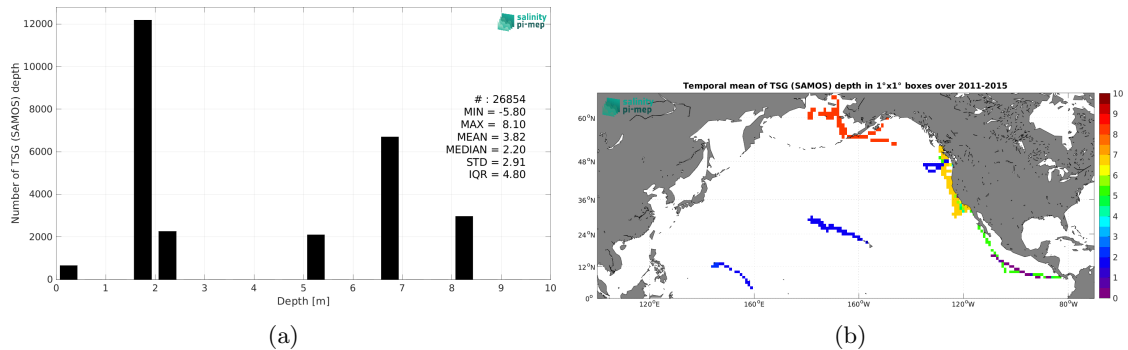 12000
10000
8000
6000
4000
2000
0
Number of TSG (SAMOS) depth
salinity
pi-mep
# : 26854
MIN = -5.80
MAX = 8.10
MEAN = 3.82
MEDIAN = 2.20
STD = 2.91
IQR = 4.80
0 1 2 3 4 5 6 7 8 9 10
Depth [m]
(a)
Temporal mean of TSG (SAMOS) depth in 1°x1° boxes over 2011-2015
salinity
pi-mep
60°N
48°N
36°N
24°N
12°N
0°
120°E 160°E 160°W 120°W 80°W
10
9
8
7
6
5
4
3
2
1
0
(b)